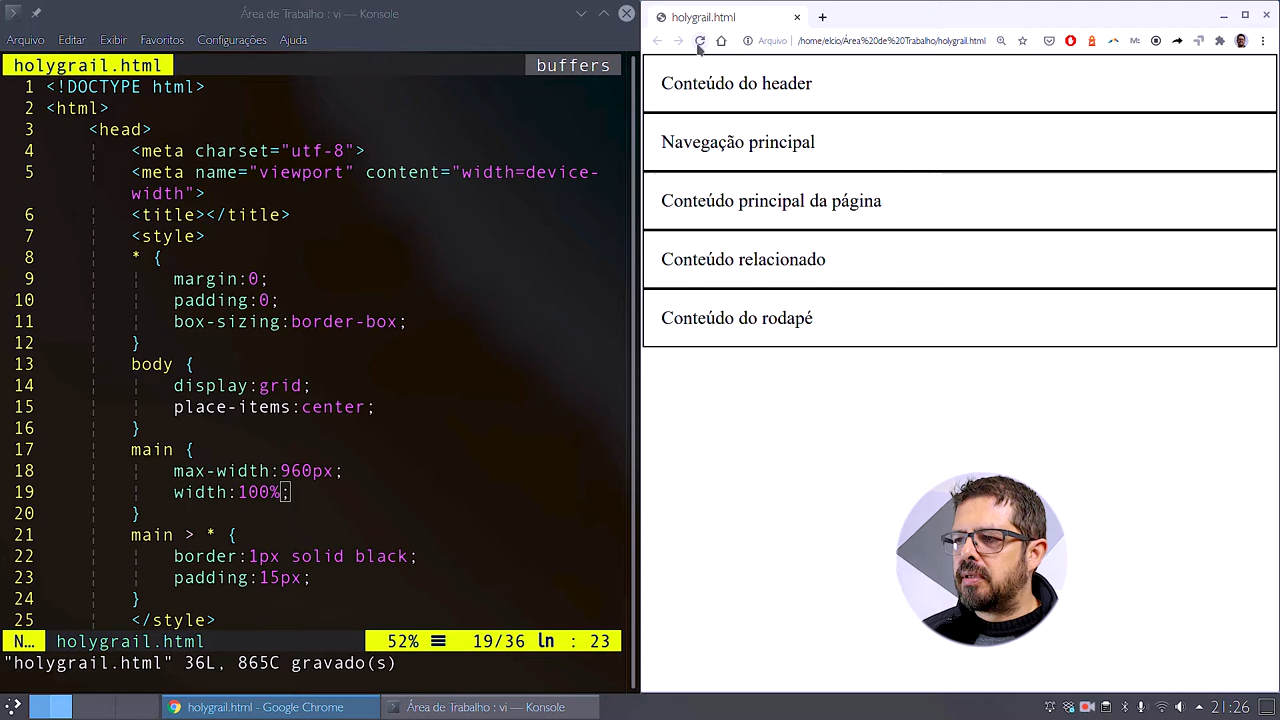 Área de Trabalho : vi — Konsole
Arquivo Editar Exibir Favoritos Configurações Ajuda
holygrail.html buffers
1 <!DOCTYPE html>
2 <html>
3 <head>
4 <meta charset="utf-8">
5 <meta name="viewport" content="width=device-
width">
6 <title></title>
7 <style>
8 * {
9 margin:0;
10 padding:0;
11 box-sizing:border-box;
12 }
13 body {
14 display:grid;
15 place-items:center;
16 }
17 main {
18 max-width:960px;
19 width:100%;
20 }
21 main > * {
22 border:1px solid black;
23 padding:15px;
24 }
25 </style>
N... holygrail.html 52% ☰ 19/36 ln : 23
"holygrail.html" 36L, 865C gravado(s)
holygrail.html
Arquivo /home/elcio/Área%20de%20Trabalho/holygrail.html
Conteúdo do header
Navegação principal
Conteúdo principal da página
Conteúdo relacionado
Conteúdo do rodapé
holygrail.html - Google Chrome
Área de Trabalho : vi — Konsole
21:26